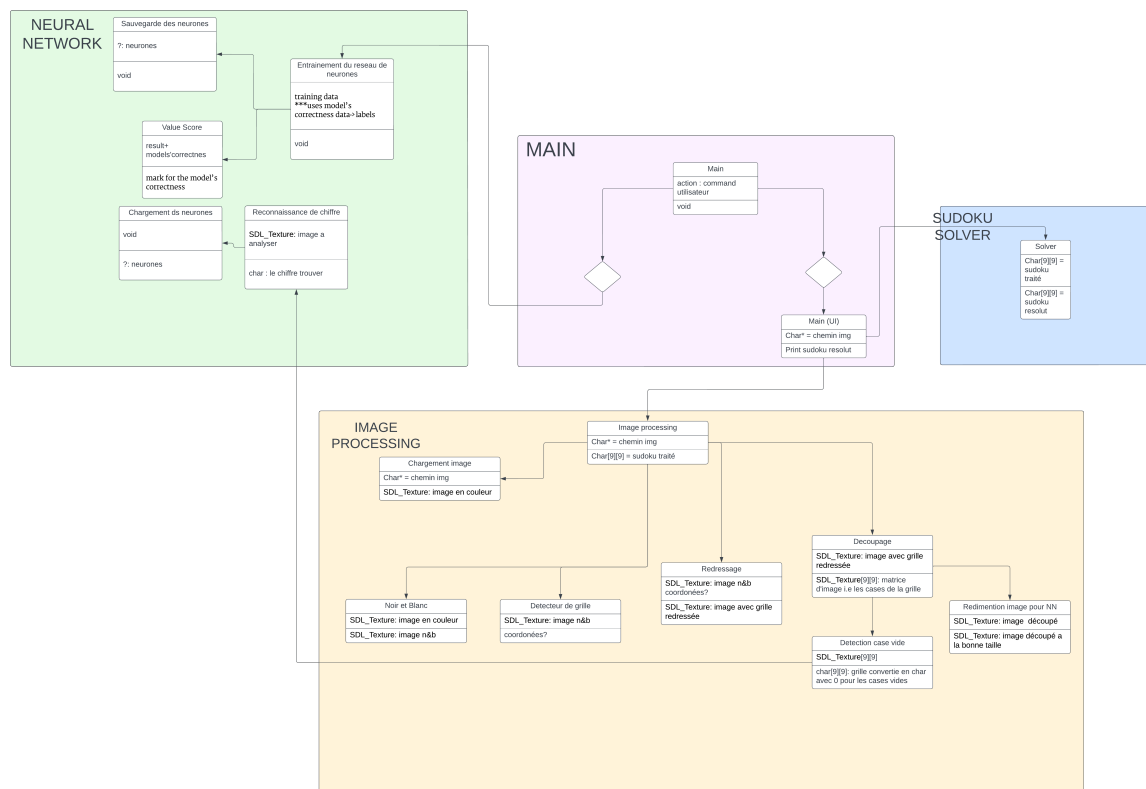 NEURAL
NETWORK
Sauvegarde des neurones
?: neurones
void
Entrainement du reseau de
neurones
training data
***uses model's
correctness data->labels
void
Value Score
result+
models'correctnes
mark for the model's
correctness
Chargement ds neurones
void
?: neurones
Reconnaissance de chiffre
SDL_Texture: image a
analyser
char : le chiffre trouver
MAIN
Main
action : command
utilisateur
void
Main (UI)
Char* = chemin img
Print sudoku resolut
SUDOKU
SOLVER
Solver
Char[9][9] =
sudoku
traité
Char[9][9] =
sudoku
resolut
IMAGE
PROCESSING
Image processing
Char* = chemin img
Char[9][9] = sudoku traité
Chargement image
Char* = chemin img
SDL_Texture: image en couleur
Noir et Blanc
SDL_Texture: image en couleur
SDL_Texture: image n&b
Detecteur de grille
SDL_Texture: image n&b
coordonées?
Redressage
SDL_Texture: image n&b
coordonées?
SDL_Texture: image avec grille
redressée
Decoupage
SDL_Texture: image avec grille
redressée
SDL_Texture[9][9]: matrice
d'image i.e les cases de la grille
Redimention image pour NN
SDL_Texture: image  découpé
SDL_Texture: image découpé a
la bonne taille
Detection case vide
SDL_Texture[9][9]
char[9][9]: grille convertie en char
avec 0 pour les cases vides